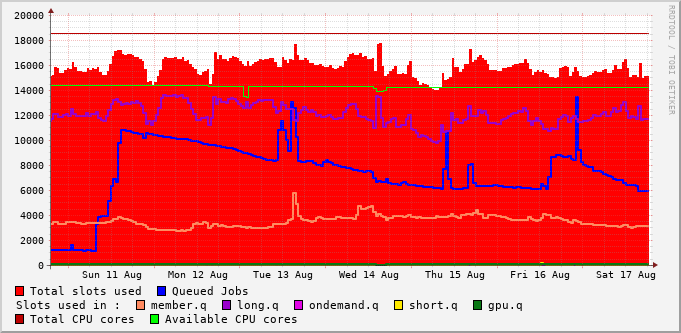 20000
18000
16000
14000
12000
10000
8000
6000
4000
2000
0
Sun 11 Aug Mon 12 Aug Tue 13 Aug Wed 14 Aug Thu 15 Aug Fri 16 Aug Sat 17 Aug
Total slots used Queued Jobs
Slots used in : member.q long.q ondemand.q short.q gpu.q
Total CPU cores Available CPU cores
RRDTOOL / TOBI OETIKER